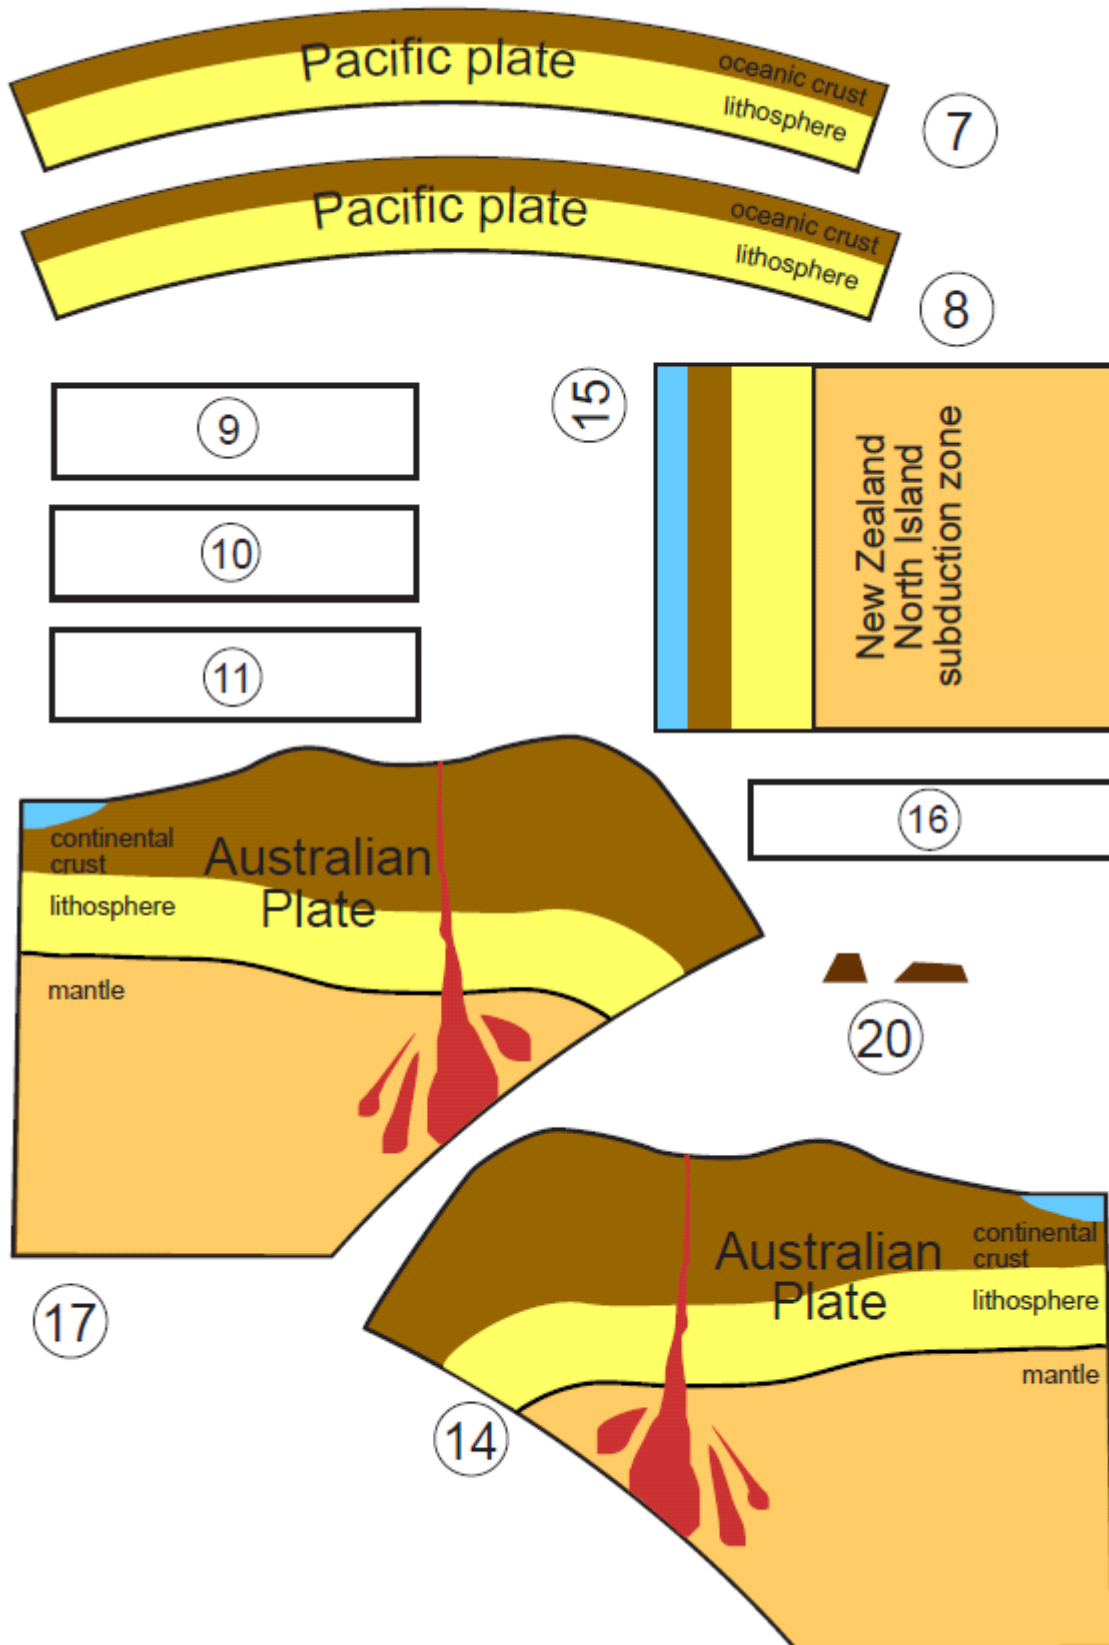 Pacific plate
oceanic crust
lithosphere
7
Pacific plate
oceanic crust
lithosphere
8
9
15
New Zealand
North Island
subduction zone
10
11
16
continental
crust
Australian
Plate
lithosphere
mantle
20
17
Australian
Plate
continental
crust
lithosphere
mantle
14